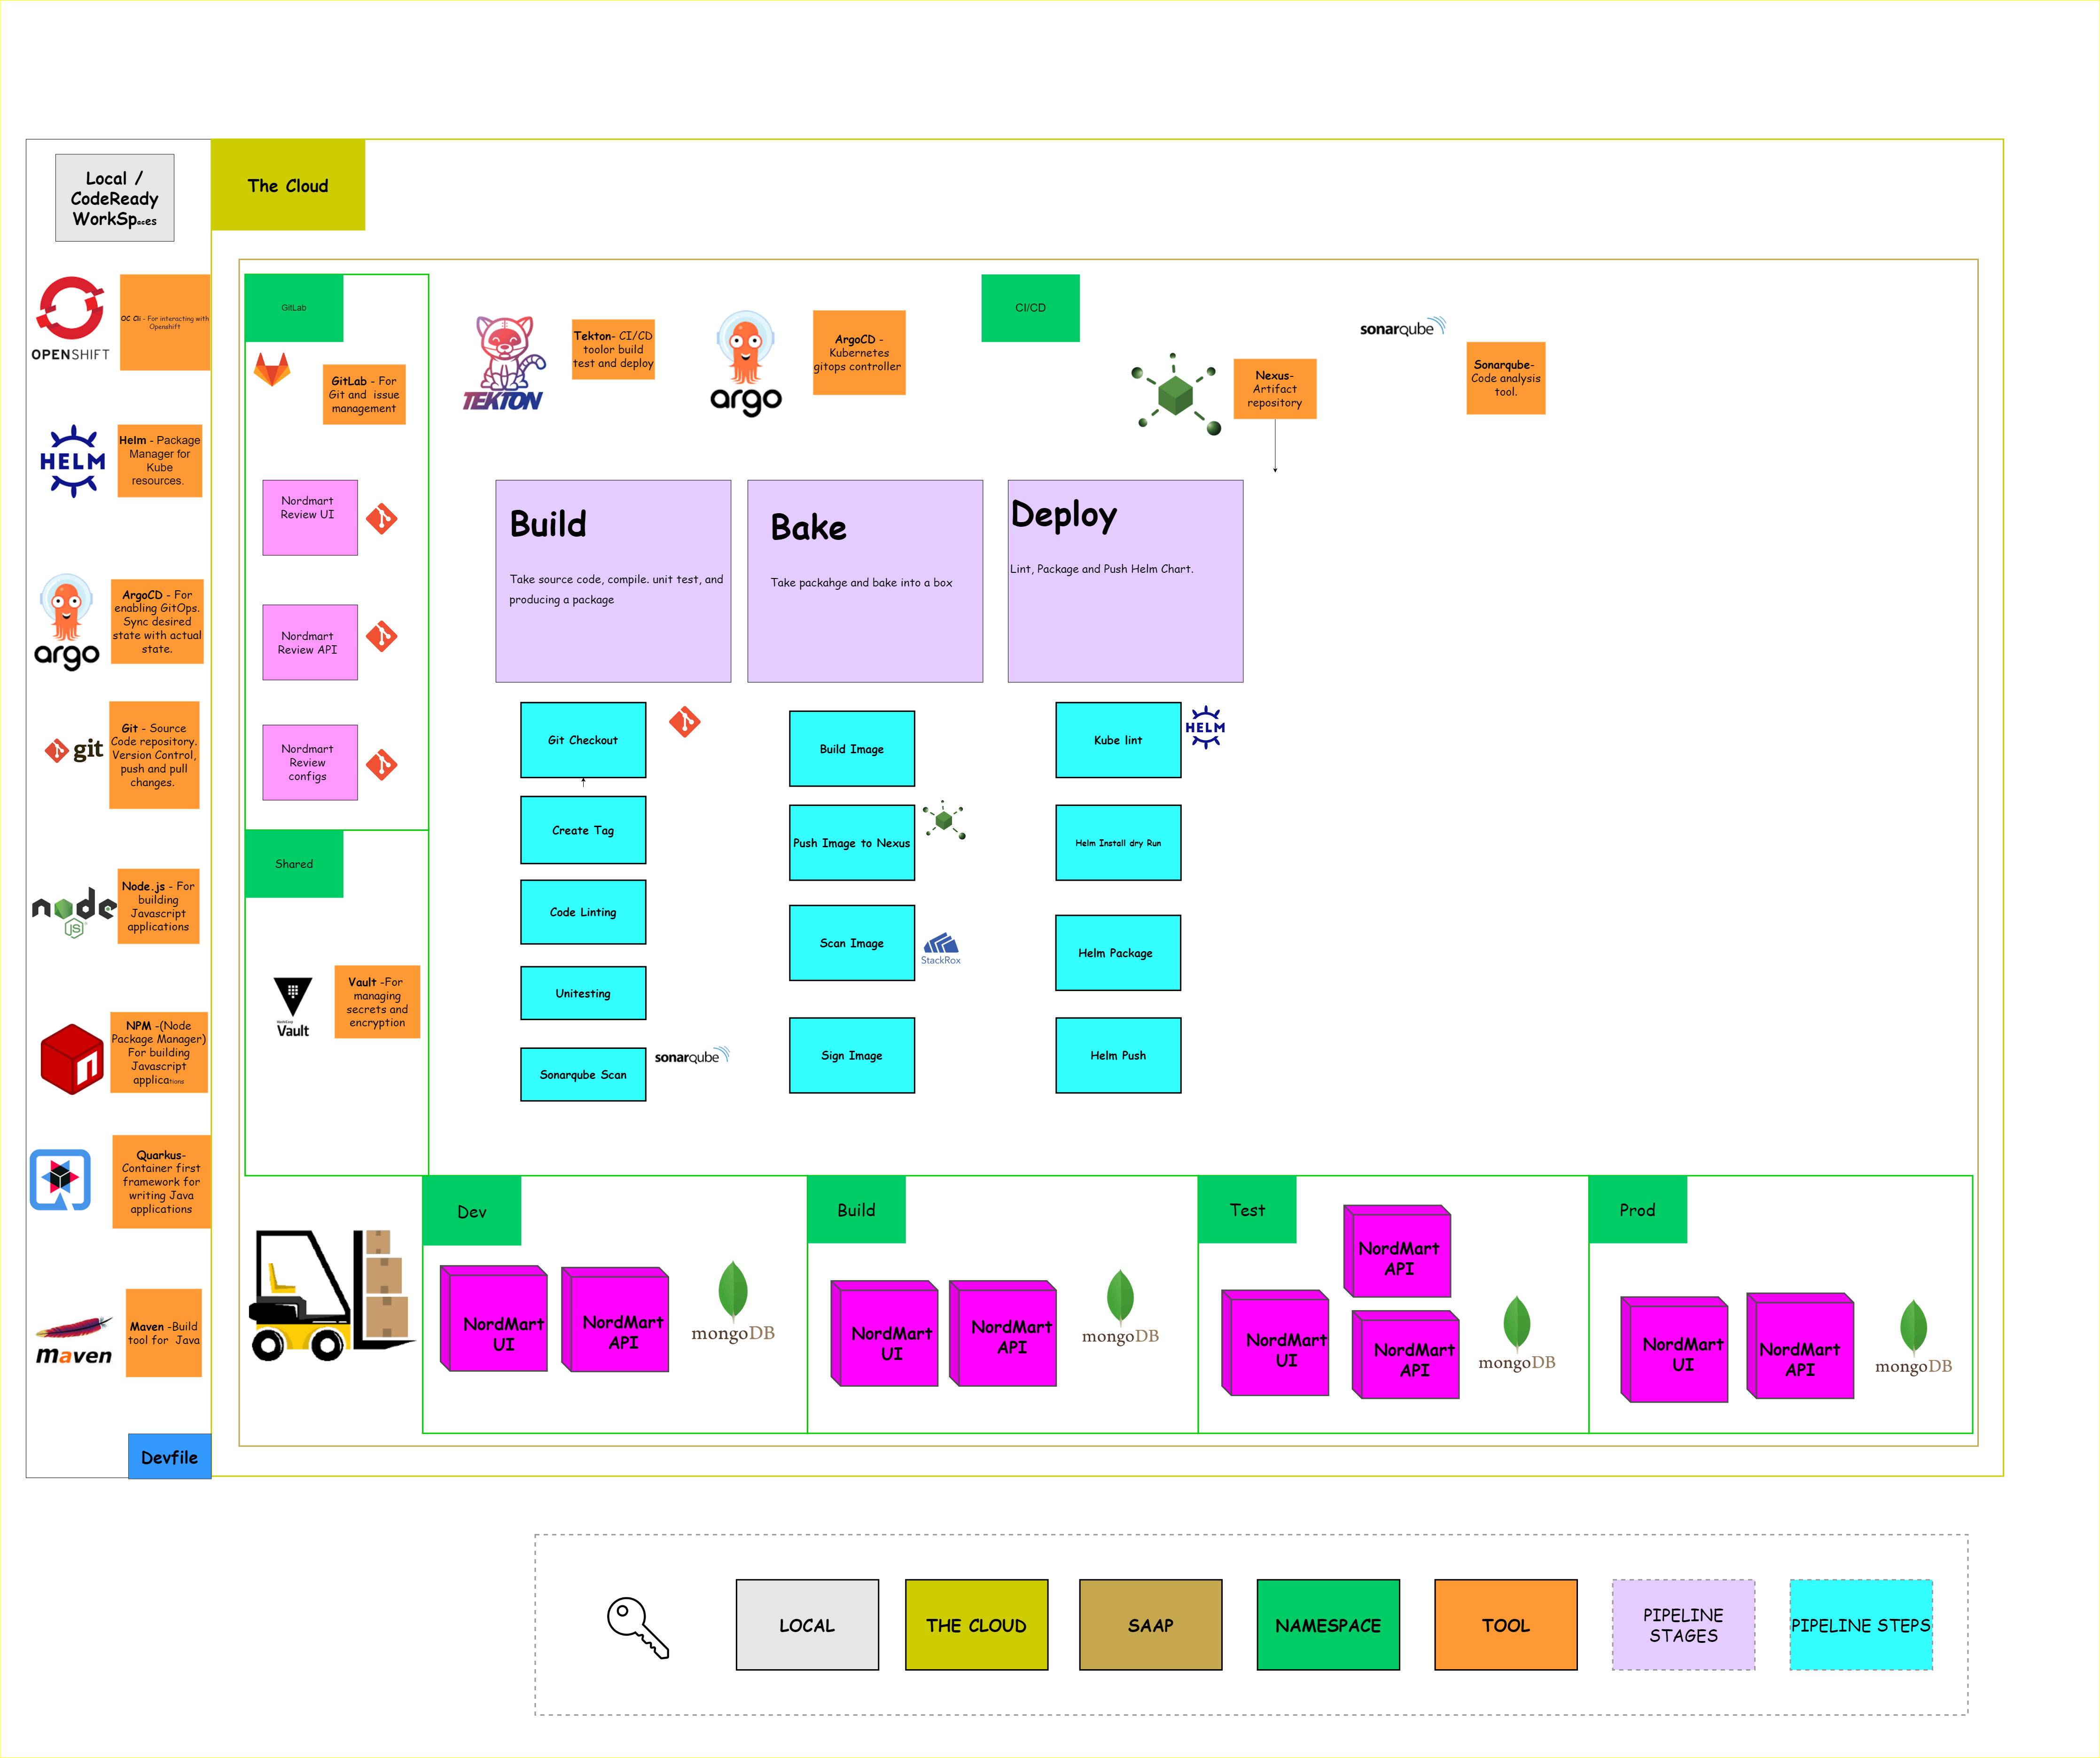 Local /
CodeReady
WorkSpaces
The Cloud
OPENSHIFT
OC Cli - For interacting with
Openshift
HELM
Helm - Package
Manager for
Kube
resources.
argo
ArgoCD - For
enabling GitOps.
Sync desired
state with actual
state.
git
Git - Source
Code repository.
Version Control,
push and pull
changes.
node
JS
Node.js - For
building
Javascript
applications
NPM -(Node
Package Manager)
For building
Javascript
applications
Quarkus-
Container first
framework for
writing Java
applications
Maven
Maven -Build
tool for Java
Devfile
GitLab
GitLab - For
Git and issue
management
Nordmart
Review UI
Nordmart
Review API
Nordmart
Review
configs
Shared
Vault
Vault -For
managing
secrets and
encryption
TEKTON
Tekton- CI/CD
toolor build
test and deploy
argo
ArgoCD -
Kubernetes
gitops controller
CI/CD
Nexus-
Artifact
repository
sonarqube
Sonarqube-
Code analysis
tool.
Build
Take source code, compile. unit test, and
producing a package
Bake
Take packahge and bake into a box
Deploy
Lint, Package and Push Helm Chart.
Git Checkout
Create Tag
Code Linting
Unitesting
Sonarqube Scan
sonarqube
Build Image
Push Image to Nexus
Scan Image
StackRox
Sign Image
Kube lint
HELM
Helm Install dry Run
Helm Package
Helm Push
Dev
NordMart
UI
NordMart
API
mongoDB
Build
NordMart
UI
NordMart
API
mongoDB
Test
NordMart
API
NordMart
UI
NordMart
API
mongoDB
Prod
NordMart
UI
NordMart
API
mongoDB
LOCAL
THE CLOUD
SAAP
NAMESPACE
TOOL
PIPELINE
STAGES
PIPELINE STEPS